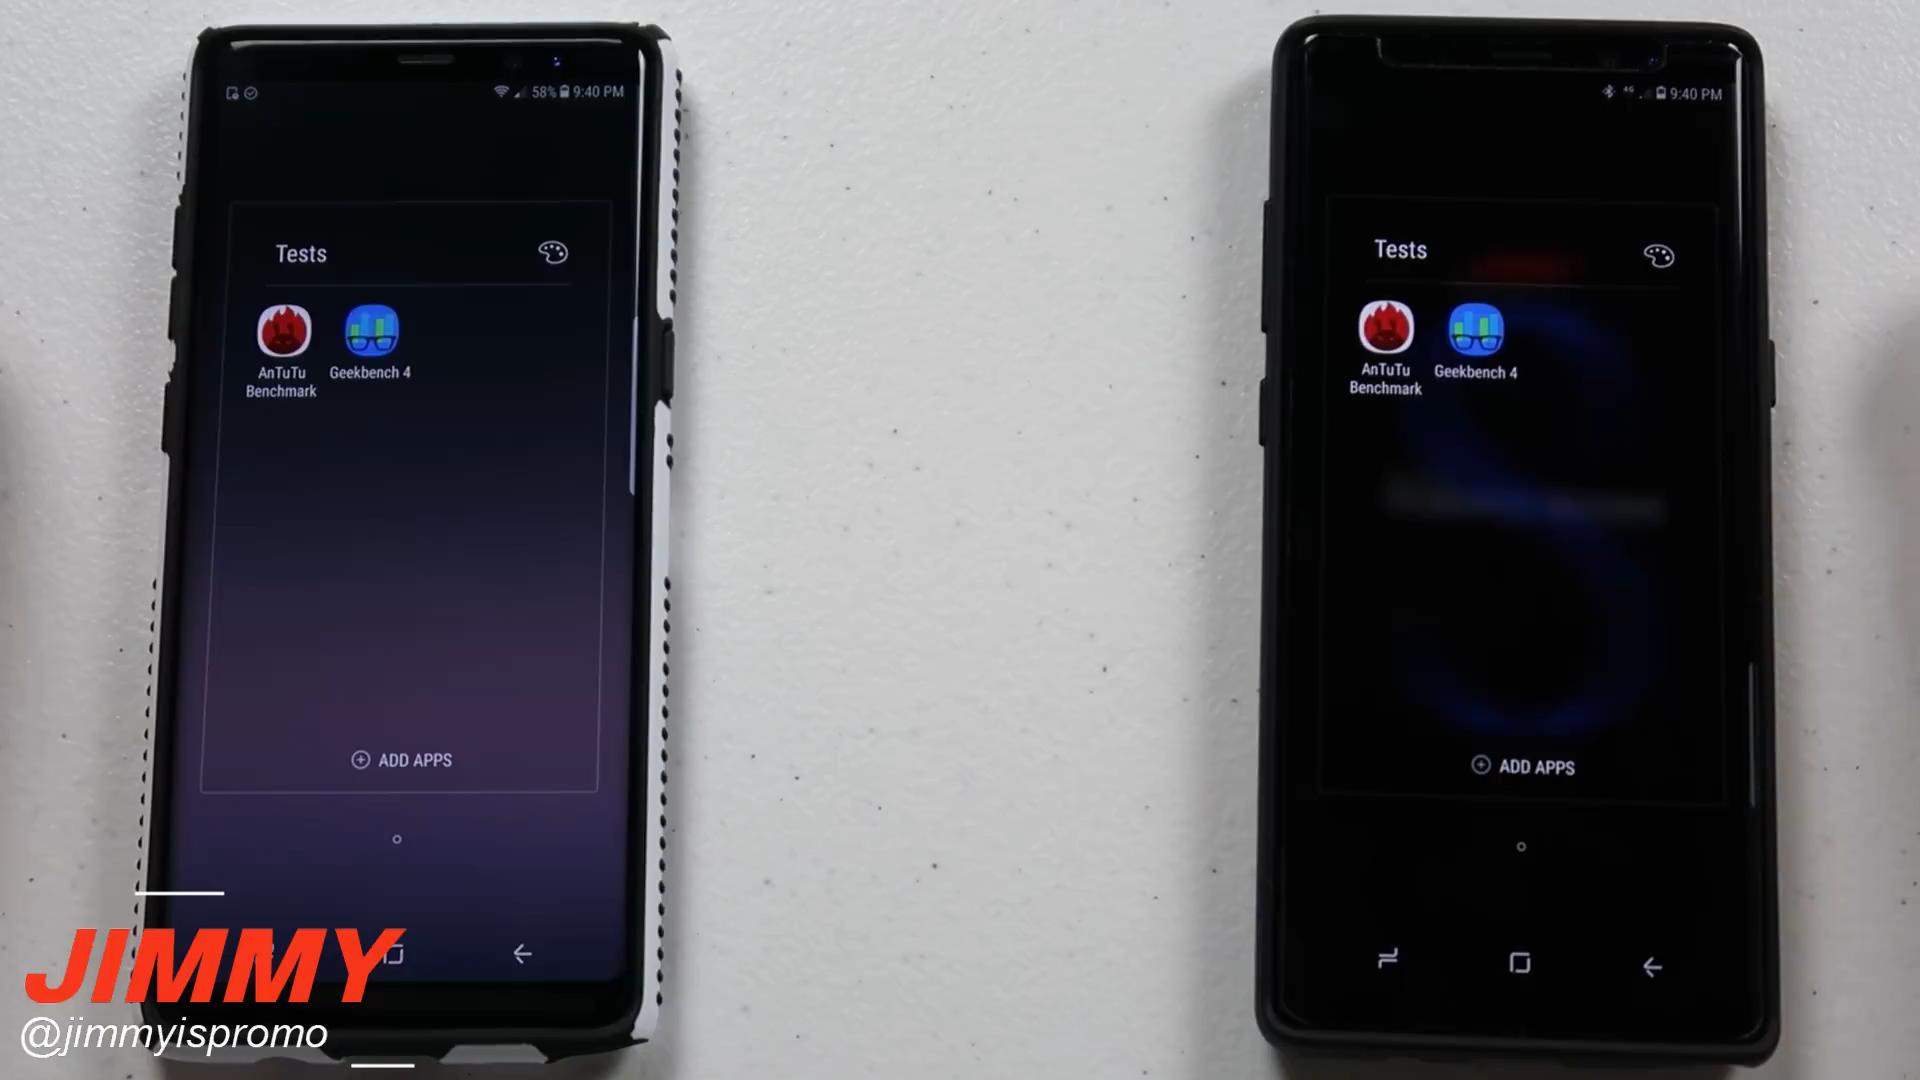 58% 9:40 PM
Tests
AnTuTu
Benchmark
Geekbench 4
ADD APPS
4G 9:40 PM
Tests
AnTuTu
Benchmark
Geekbench 4
ADD APPS
JIMMY
@jimmyispromo